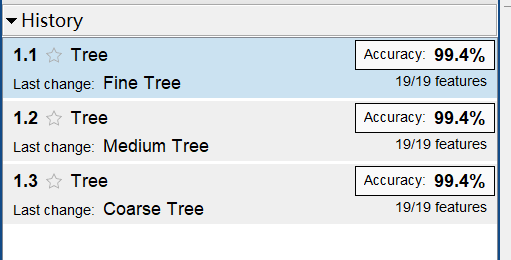 History
1.1 Tree Accuracy: 99.4%
Last change: Fine Tree 19/19 features
1.2 Tree Accuracy: 99.4%
Last change: Medium Tree 19/19 features
1.3 Tree Accuracy: 99.4%
Last change: Coarse Tree 19/19 features